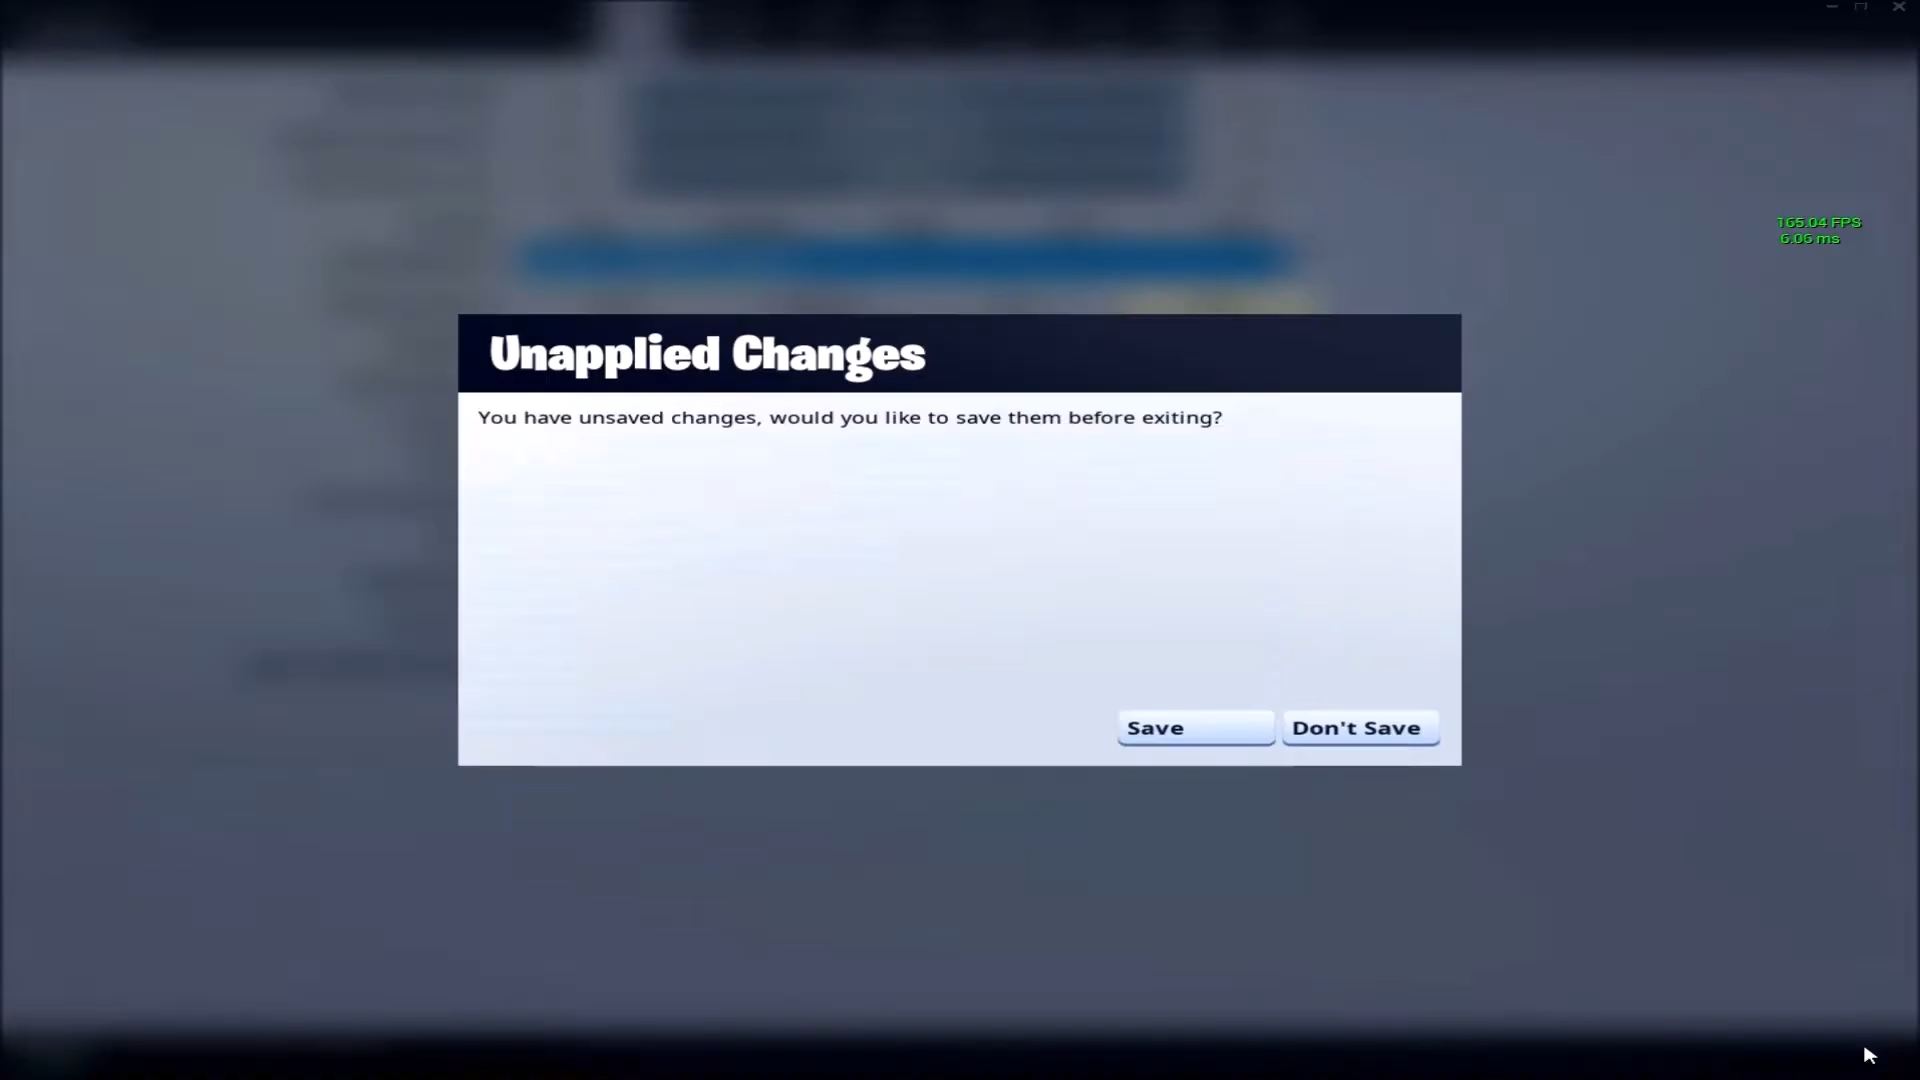 165.04 FPS
6.06 ms
Unapplied Changes
You have unsaved changes, would you like to save them before exiting?
Save
Don't Save